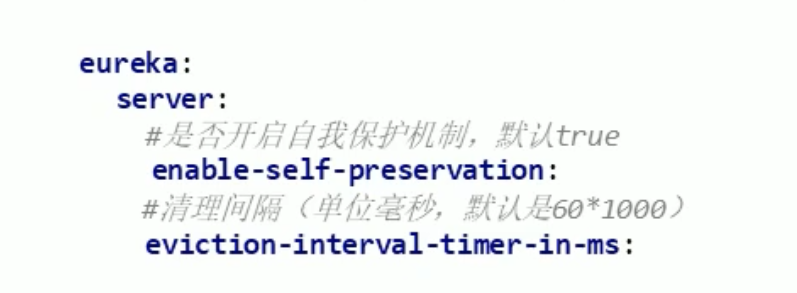 eureka:
server:
#是否开启自我保护机制，默认true
enable-self-preservation:
#清理间隔（单位毫秒，默认是60*1000）
eviction-interval-timer-in-ms: